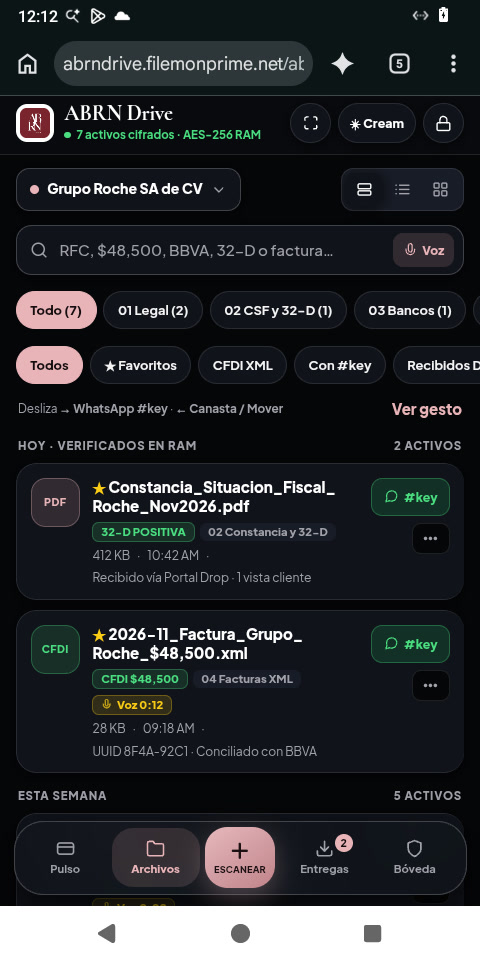 12:12
abrndrive.filemonprime.net/ab
5
ABRN Drive
7 activos cifrados · AES-256 RAM
Cream
Grupo Roche SA de CV
RFC, $48,500, BBVA, 32-D o factura...
Voz
Todo (7)
01 Legal (2)
02 CSF y 32-D (1)
03 Bancos (1)
Todos
★ Favoritos
CFDI XML
Con #key
Recibidos D
Desliza → WhatsApp #key · ← Canasta / Mover
Ver gesto
HOY · VERIFICADOS EN RAM
2 ACTIVOS
PDF
★ Constancia_Situacion_Fiscal_
Roche_Nov2026.pdf
#key
32-D POSITIVA
02 Constancia y 32-D
412 KB · 10:42 AM ·
Recibido vía Portal Drop · 1 vista cliente
CFDI
★ 2026-11_Factura_Grupo_
Roche_$48,500.xml
#key
CFDI $48,500
04 Facturas XML
Voz 0:12
28 KB · 09:18 AM ·
UUID 8F4A-92C1 · Conciliado con BBVA
ESTA SEMANA
5 ACTIVOS
Pulso
Archivos
ESCANEAR
2
Entregas
Bóveda